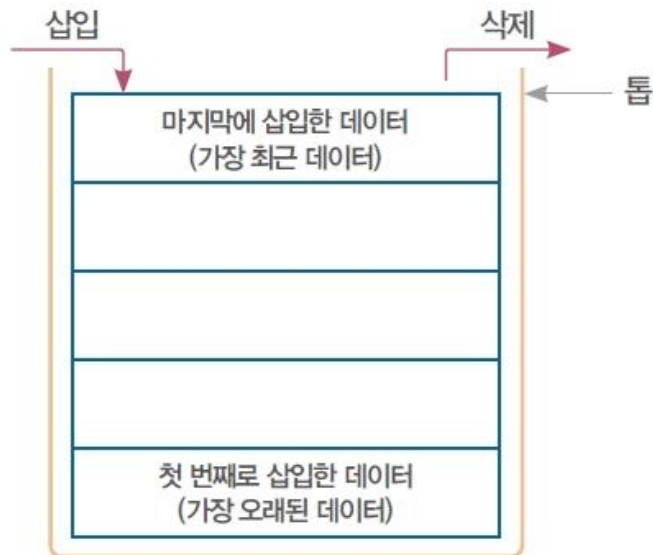 삽입
삭제
톱
마지막에 삽입한 데이터
(가장 최근 데이터)
첫 번째로 삽입한 데이터
(가장 오래된 데이터)